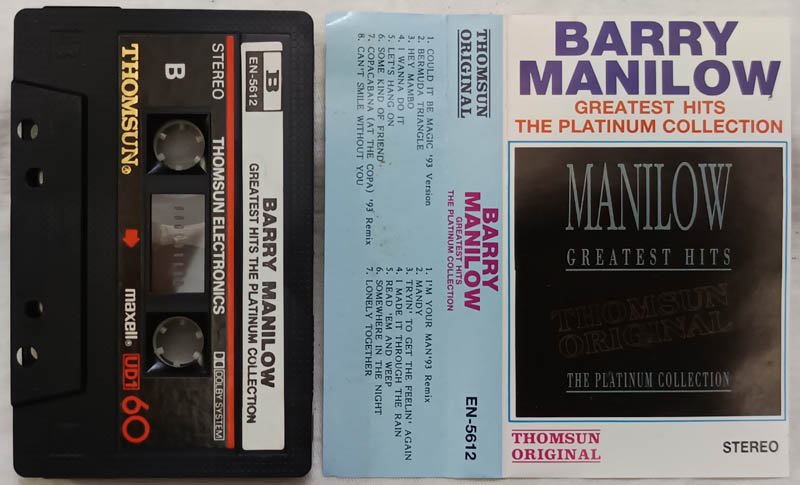 B
EN-5612
BARRY MANILOW
GREATEST HITS THE PLATINUM COLLECTION
STEREO
THOMSUN ELECTRONICS
DOLBY SYSTEM
B
THOMSUN®
maxell®
UD1 60
THOMSUN
ORIGINAL
BARRY
MANILOW
GREATEST HITS
THE PLATINUM COLLECTION
EN-5612
1. COULD IT BE MAGIC '93 Version
2. BERMUDA TRIANGLE
3. HEY MAMBO
4. I WANNA DO IT
5. LET'S HANG ON
6. SOME KIND OF FRIEND
7. COPACABANA (AT THE COPA) '93 Remix
8. CAN'T SMILE WITHOUT YOU
1. I'M YOUR MAN'93 Remix
2. MANDY
3. TRYIN' TO GET THE FEELIN' AGAIN
4. I MADE IT THROUGH THE RAIN
5. READ 'EM AND WEEP
6. SOMEWHERE IN THE NIGHT
7. LONELY TOGETHER
BARRY
MANILOW
GREATEST HITS
THE PLATINUM COLLECTION
MANILOW
GREATEST HITS
THOMSUN
ORIGINAL
THE PLATINUM COLLECTION
THOMSUN
ORIGINAL
STEREO